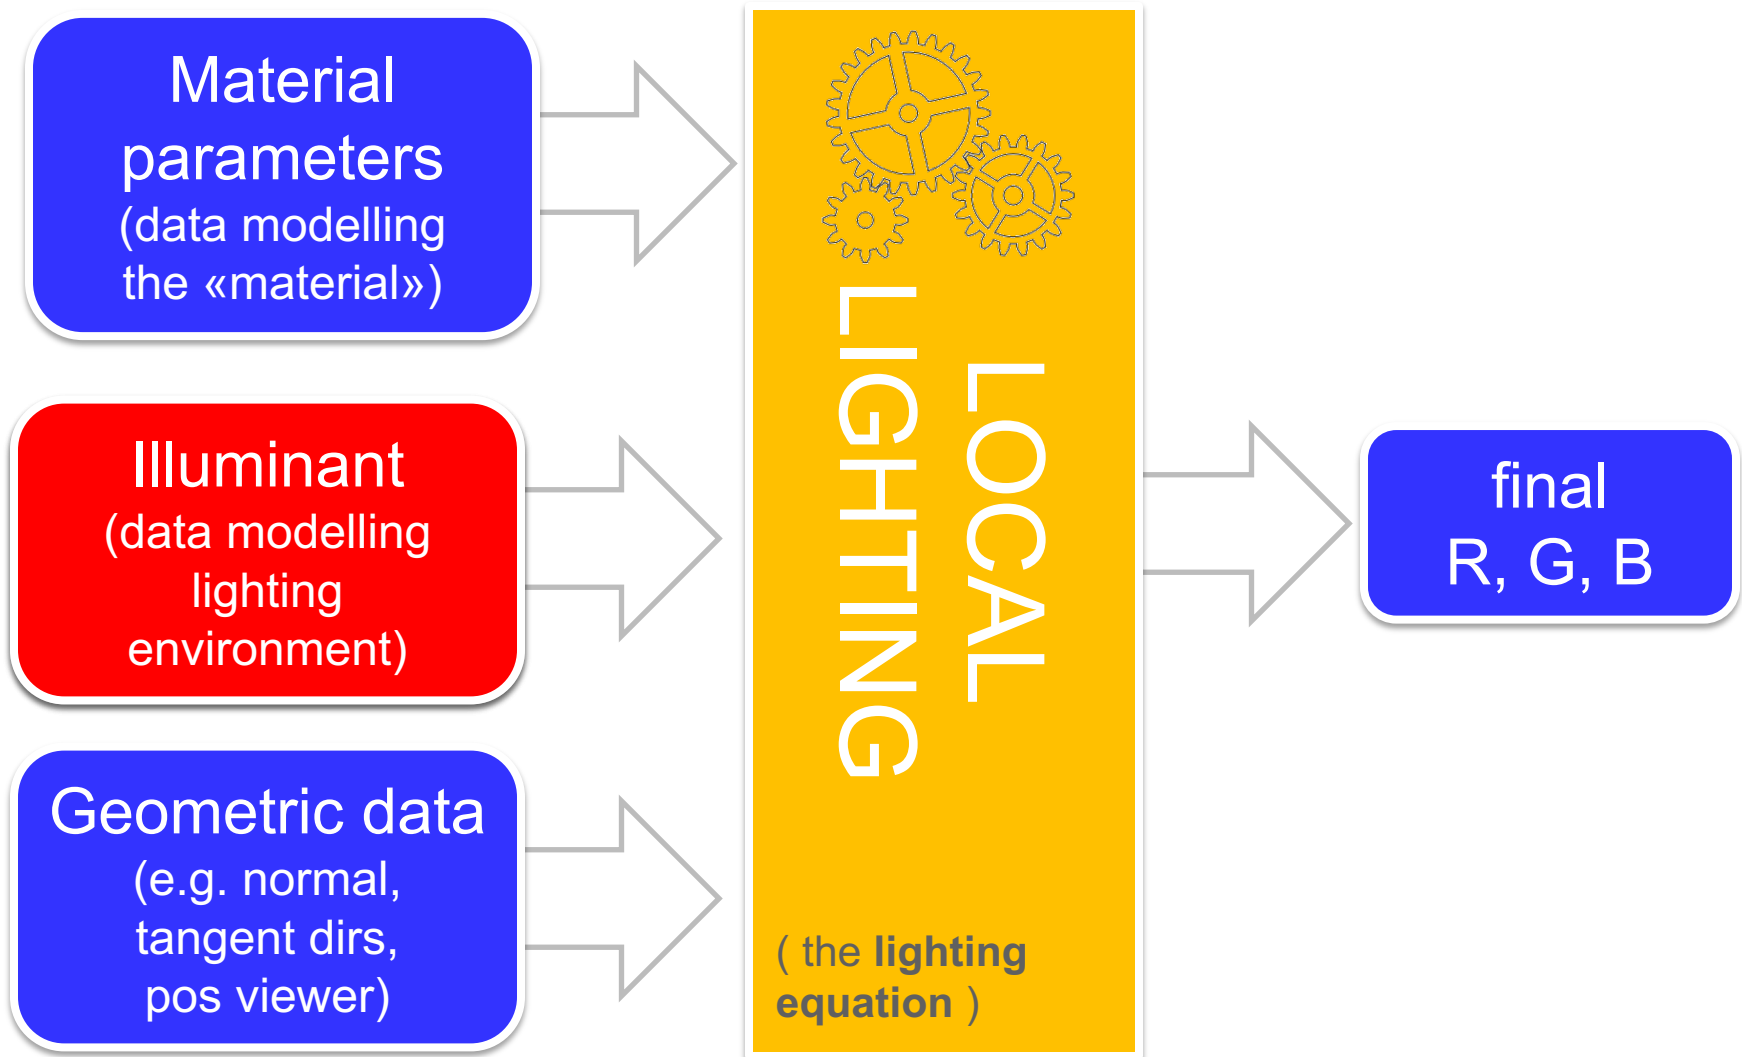 Material
parameters
(data modelling
the «material»)
Illuminant
(data modelling
lighting
environment)
Geometric data
(e.g. normal,
tangent dirs,
pos viewer)
LOCAL
LIGHTING
( the lighting
equation )
final
R, G, B